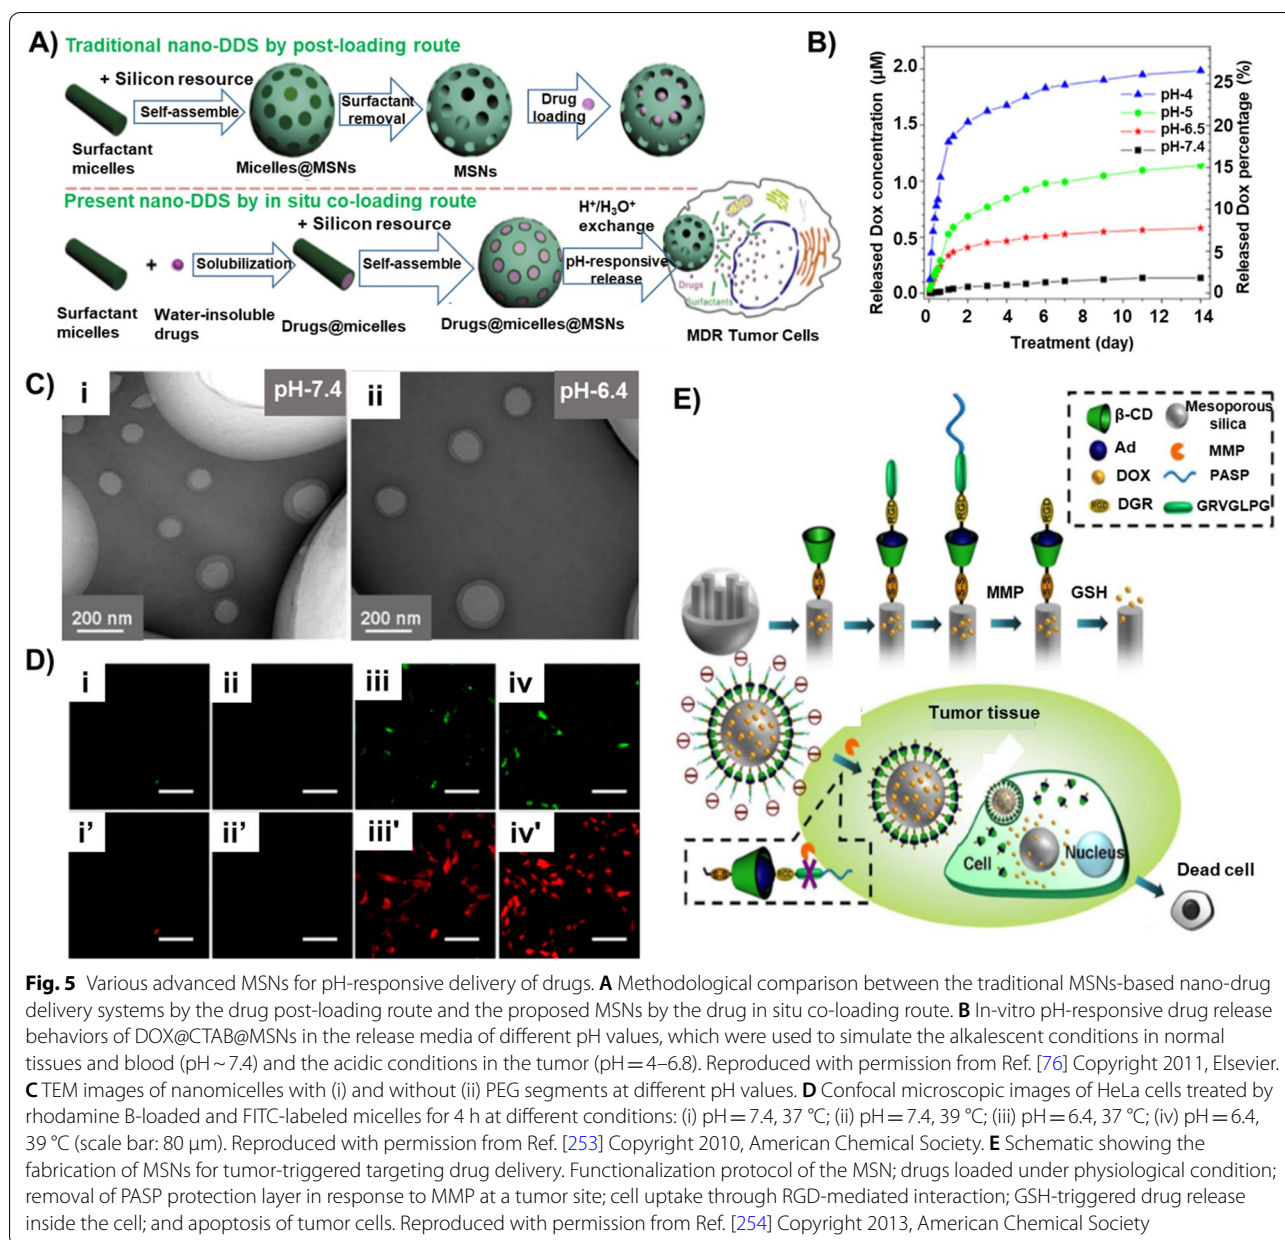 A)
Traditional nano-DDS by post-loading route
+ Silicon resource
Self-assemble
Surfactant
removal
Drug
loading
Surfactant
micelles
Micelles@MSNs
MSNs
Present nano-DDS by in situ co-loading route
+ Silicon resource
H⁺/H₃O⁺
exchange
+
Solubilization
Self-assemble
pH-responsive
release
Drugs
Surfactants
Surfactant
micelles
Water-insoluble
drugs
Drugs@micelles
Drugs@micelles@MSNs
MDR Tumor Cells
B)
Released Dox concentration (μM)
2.0
1.5
1.0
0.5
0.0
pH-4
pH-5
pH-6.5
pH-7.4
25
20
15
10
5
0
Released Dox percentage (%)
0 2 4 6 8 10 12 14
Treatment (day)
C)
i
pH-7.4
200 nm
ii
pH-6.4
200 nm
D)
i
ii
iii
iv
i’
ii’
iii'
iv'
E)
β-CD
Mesoporous
silica
Ad
MMP
DOX
PASP
RGD
DGR
GRVGLPG
RGD
RGD
RGD
MMP
GSH
Tumor tissue
RGD
Cell
Nucleus
Dead cell
Fig. 5 Various advanced MSNs for pH-responsive delivery of drugs. A Methodological comparison between the traditional MSNs-based nano-drug
delivery systems by the drug post-loading route and the proposed MSNs by the drug in situ co-loading route. B In-vitro pH-responsive drug release
behaviors of DOX@CTAB@MSNs in the release media of different pH values, which were used to simulate the alkalescent conditions in normal
tissues and blood (pH ~ 7.4) and the acidic conditions in the tumor (pH = 4–6.8). Reproduced with permission from Ref. [76] Copyright 2011, Elsevier.
C TEM images of nanomicelles with (i) and without (ii) PEG segments at different pH values. D Confocal microscopic images of HeLa cells treated by
rhodamine B-loaded and FITC-labeled micelles for 4 h at different conditions: (i) pH = 7.4, 37 °C; (ii) pH = 7.4, 39 °C; (iii) pH = 6.4, 37 °C; (iv) pH = 6.4,
39 °C (scale bar: 80 μm). Reproduced with permission from Ref. [253] Copyright 2010, American Chemical Society. E Schematic showing the
fabrication of MSNs for tumor-triggered targeting drug delivery. Functionalization protocol of the MSN; drugs loaded under physiological condition;
removal of PASP protection layer in response to MMP at a tumor site; cell uptake through RGD-mediated interaction; GSH-triggered drug release
inside the cell; and apoptosis of tumor cells. Reproduced with permission from Ref. [254] Copyright 2013, American Chemical Society